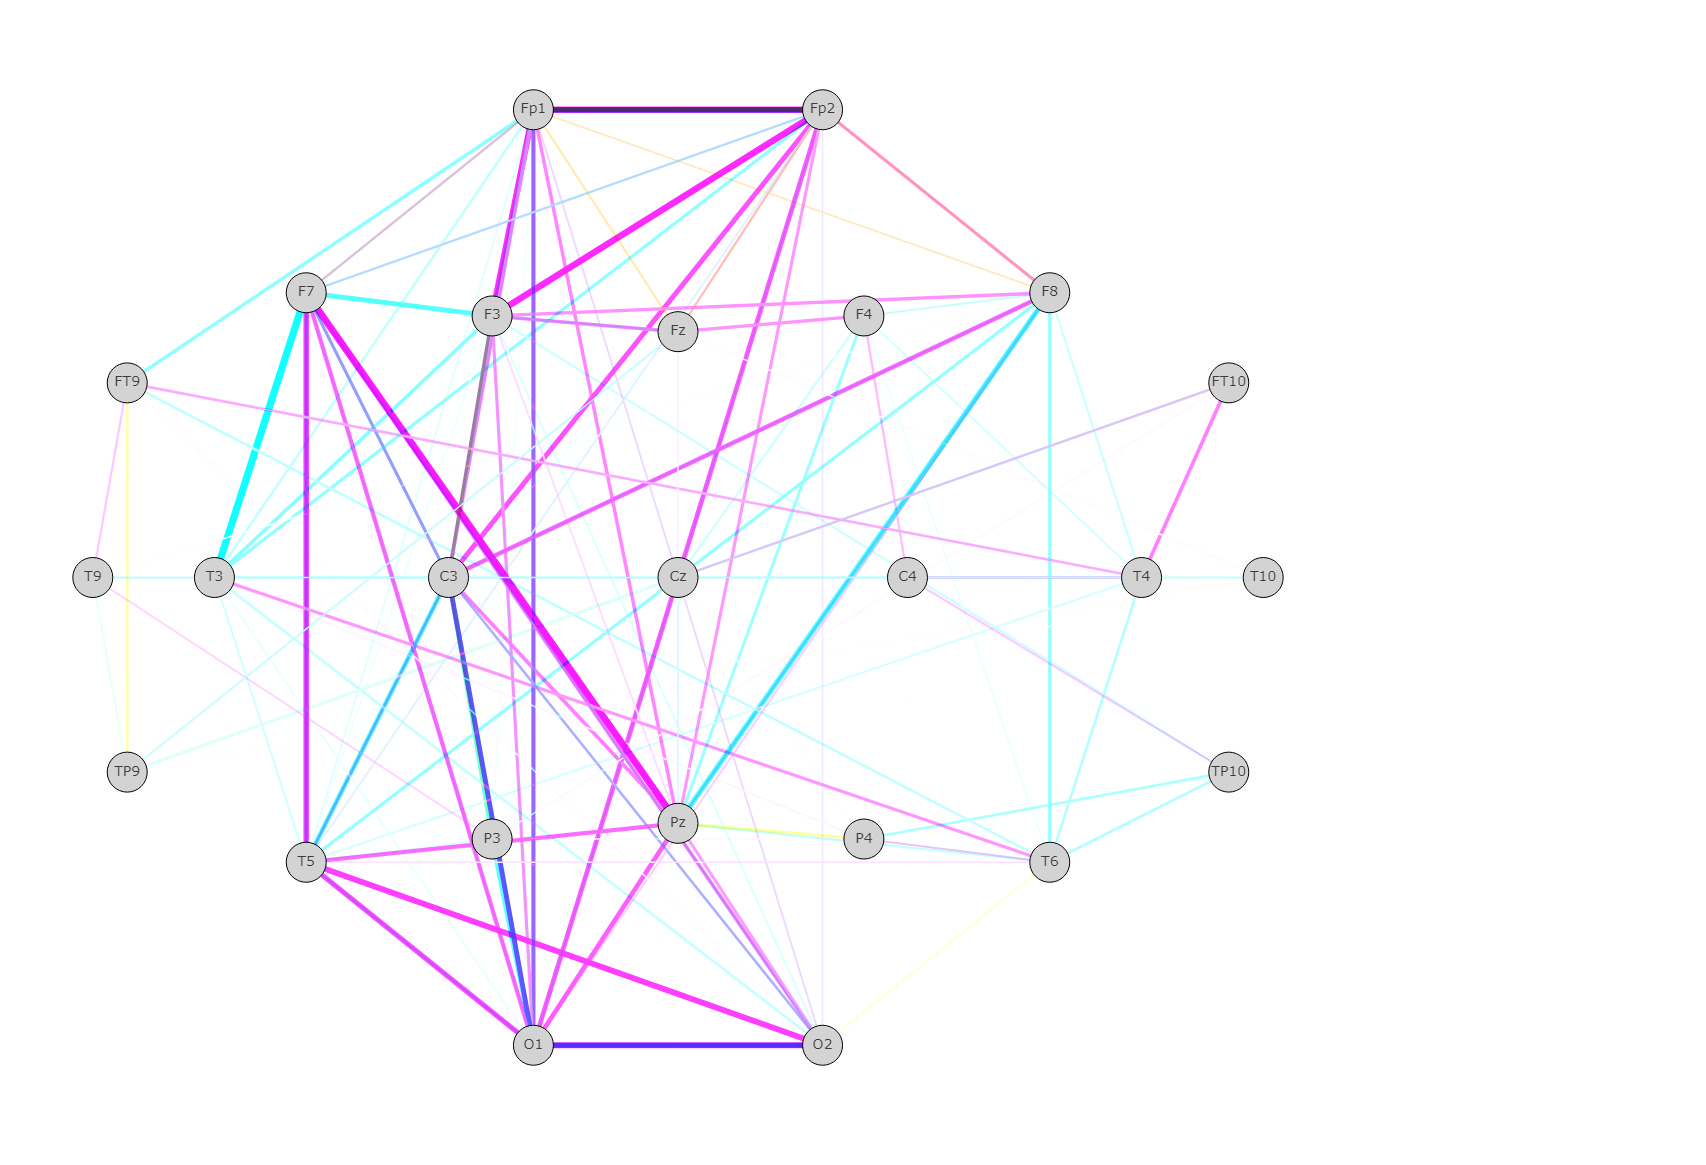 Fp1 Fp2
F7 F3 Fz F4 F8
FT9 FT10
T9 T3 C3 Cz C4 T4 T10
TP9 TP10
T5 P3 Pz P4 T6
O1 O2